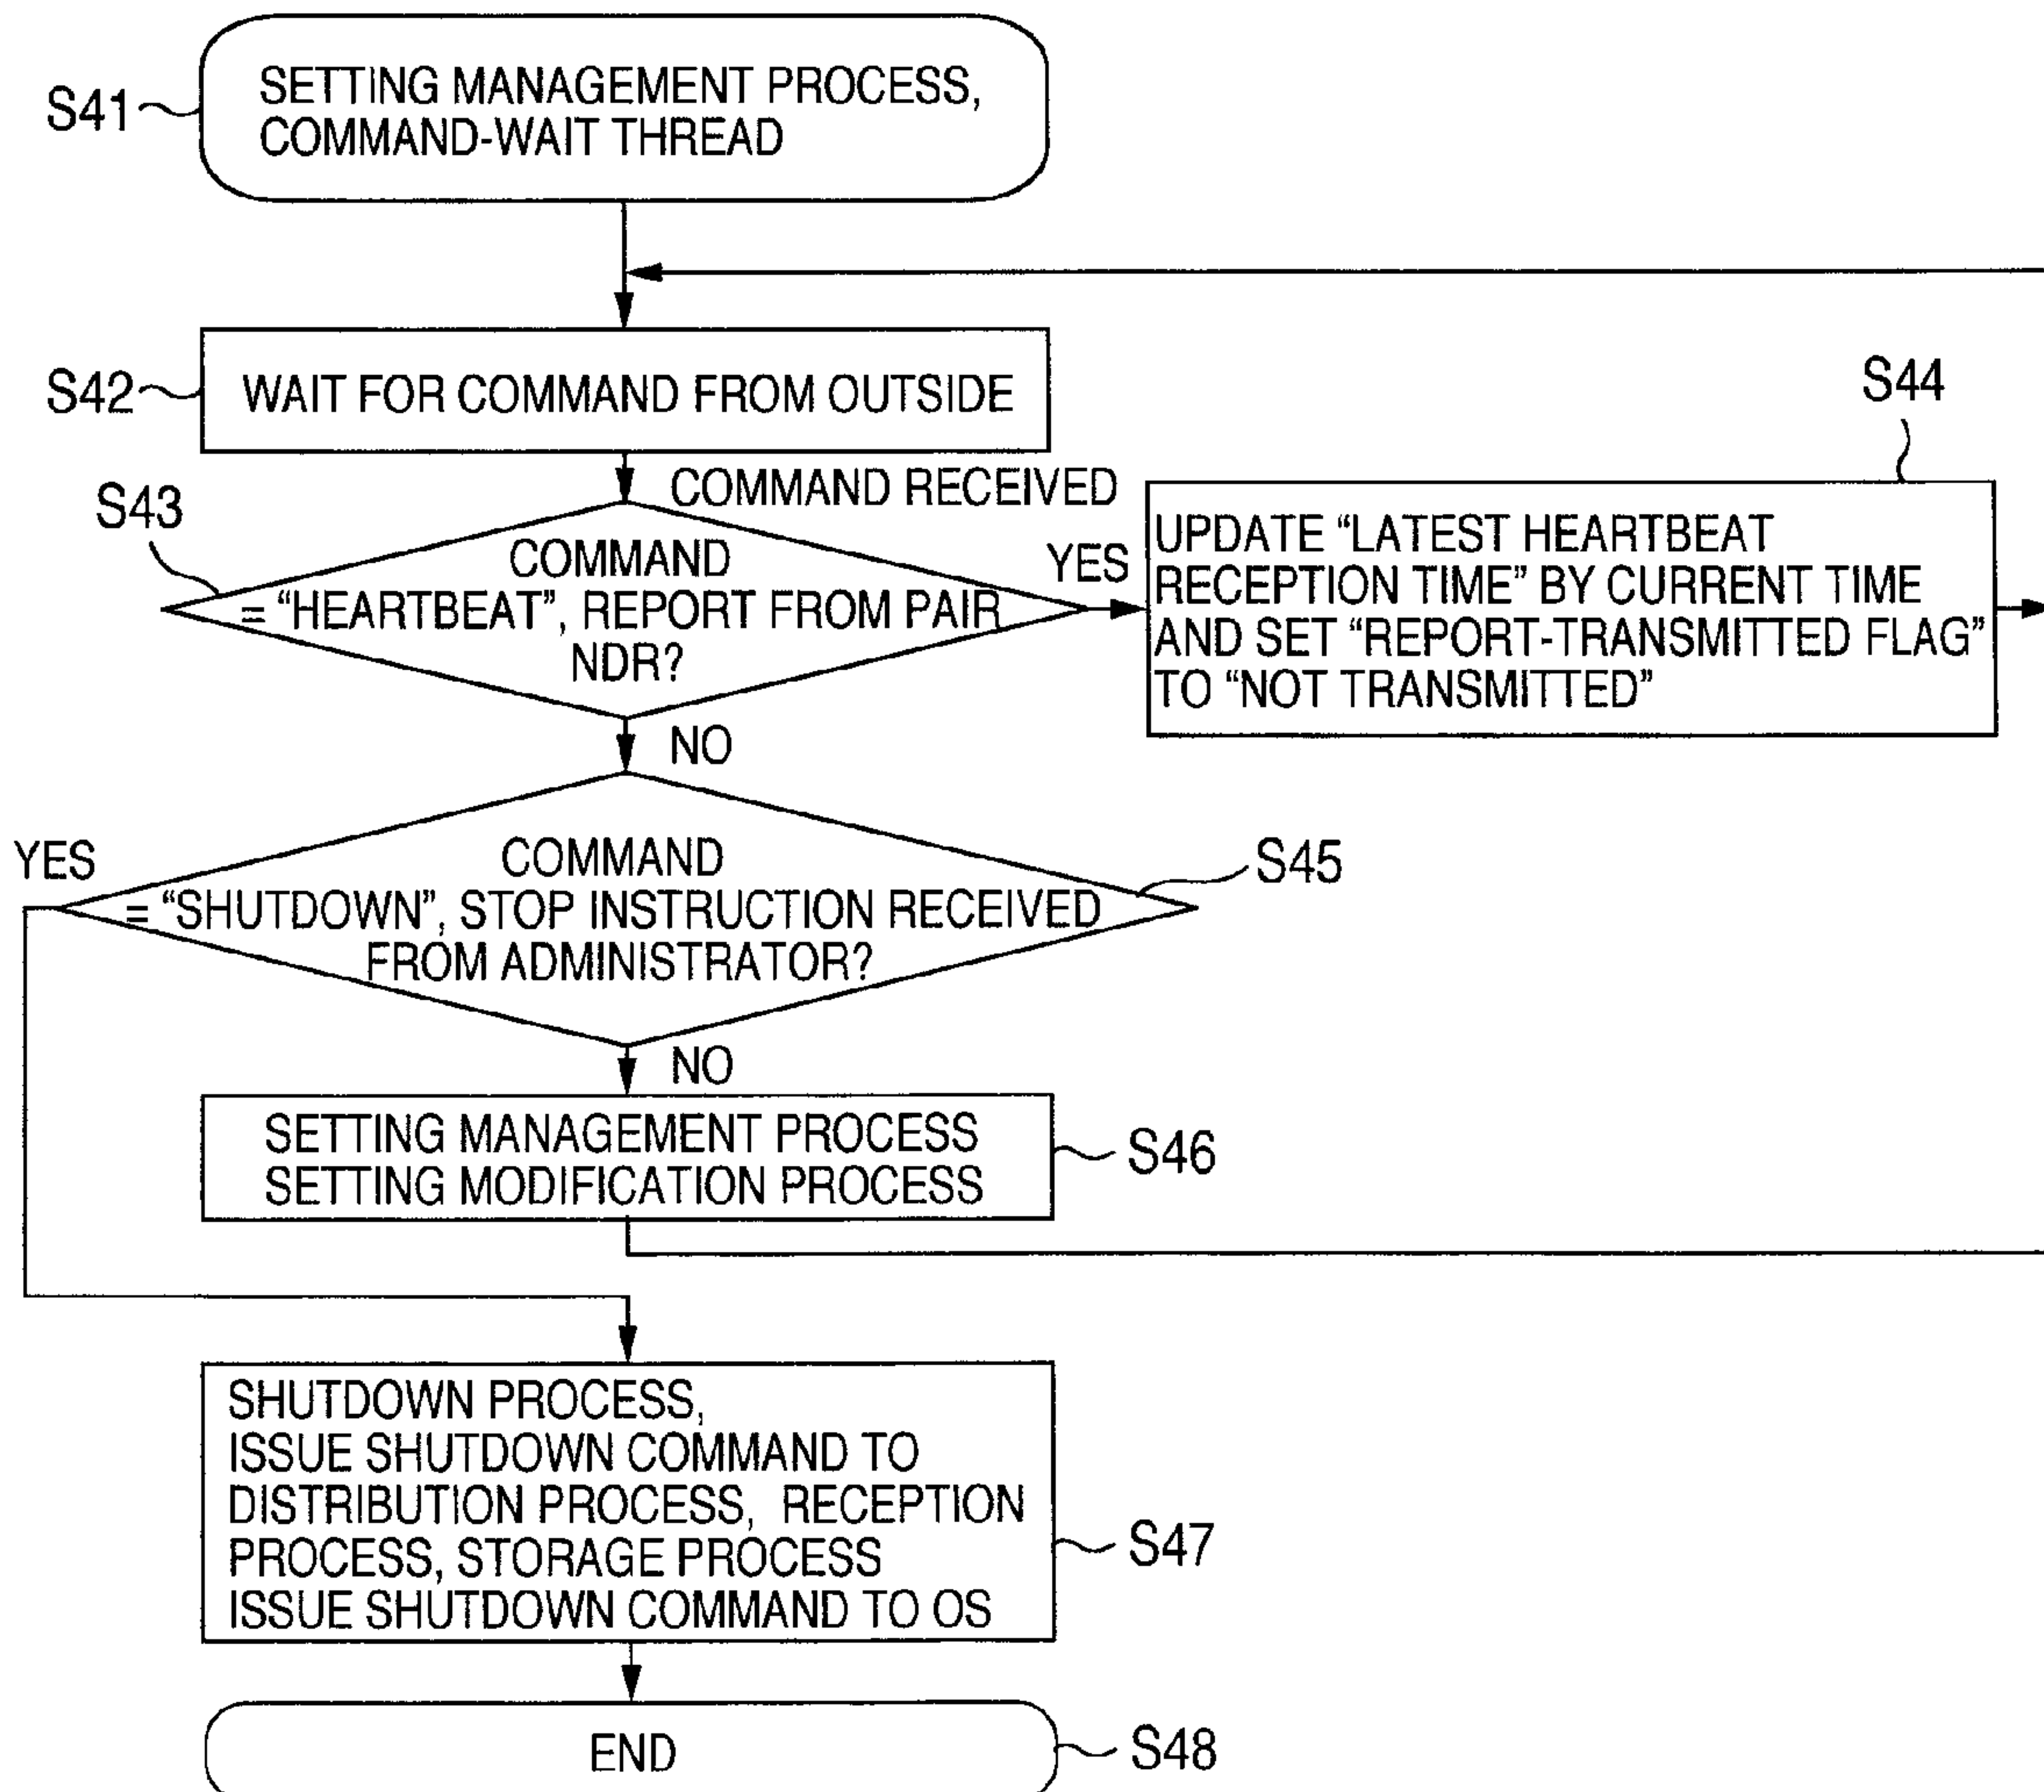 S41
SETTING MANAGEMENT PROCESS,
COMMAND-WAIT THREAD
S42
WAIT FOR COMMAND FROM OUTSIDE
S44
COMMAND RECEIVED
S43
COMMAND
= “HEARTBEAT”, REPORT FROM PAIR
NDR?
YES
UPDATE “LATEST HEARTBEAT
RECEPTION TIME” BY CURRENT TIME
AND SET “REPORT-TRANSMITTED FLAG”
TO “NOT TRANSMITTED”
NO
YES
COMMAND
= “SHUTDOWN”, STOP INSTRUCTION RECEIVED
FROM ADMINISTRATOR?
S45
NO
SETTING MANAGEMENT PROCESS
SETTING MODIFICATION PROCESS
S46
SHUTDOWN PROCESS,
ISSUE SHUTDOWN COMMAND TO
DISTRIBUTION PROCESS, RECEPTION
PROCESS, STORAGE PROCESS
ISSUE SHUTDOWN COMMAND TO OS
S47
END
S48